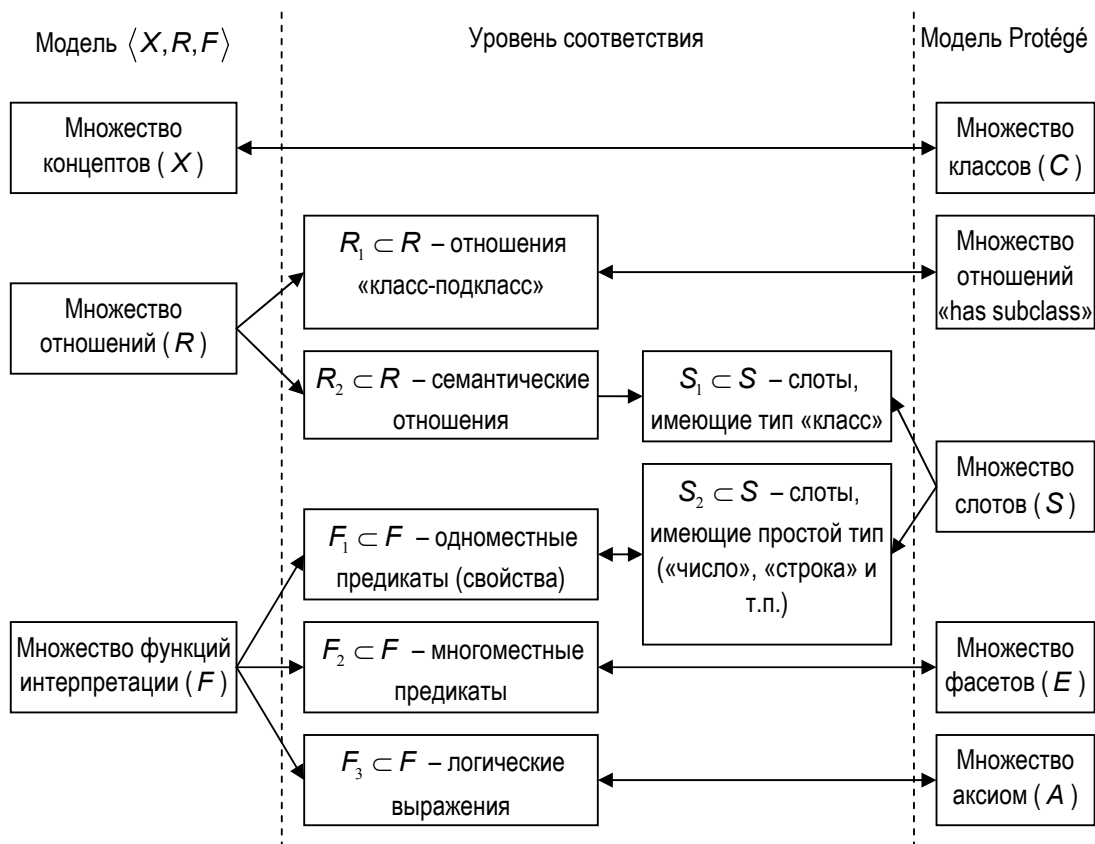 Модель ⟨X,R,F⟩
Уровень соответствия
Модель Protégé
Множество
концептов ( X )
Множество
классов ( C )
R₁ ⊂ R – отношения
«класс-подкласс»
Множество
отношений
«has subclass»
Множество
отношений ( R )
R₂ ⊂ R – семантические
отношения
S₁ ⊂ S – слоты,
имеющие тип «класс»
Множество
слотов ( S )
S₂ ⊂ S – слоты,
имеющие простой тип
(«число», «строка» и
т.п.)
F₁ ⊂ F – одноместные
предикаты (свойства)
Множество функций
интерпретации ( F )
F₂ ⊂ F – многоместные
предикаты
Множество
фасетов ( E )
F₃ ⊂ F – логические
выражения
Множество
аксиом ( A )